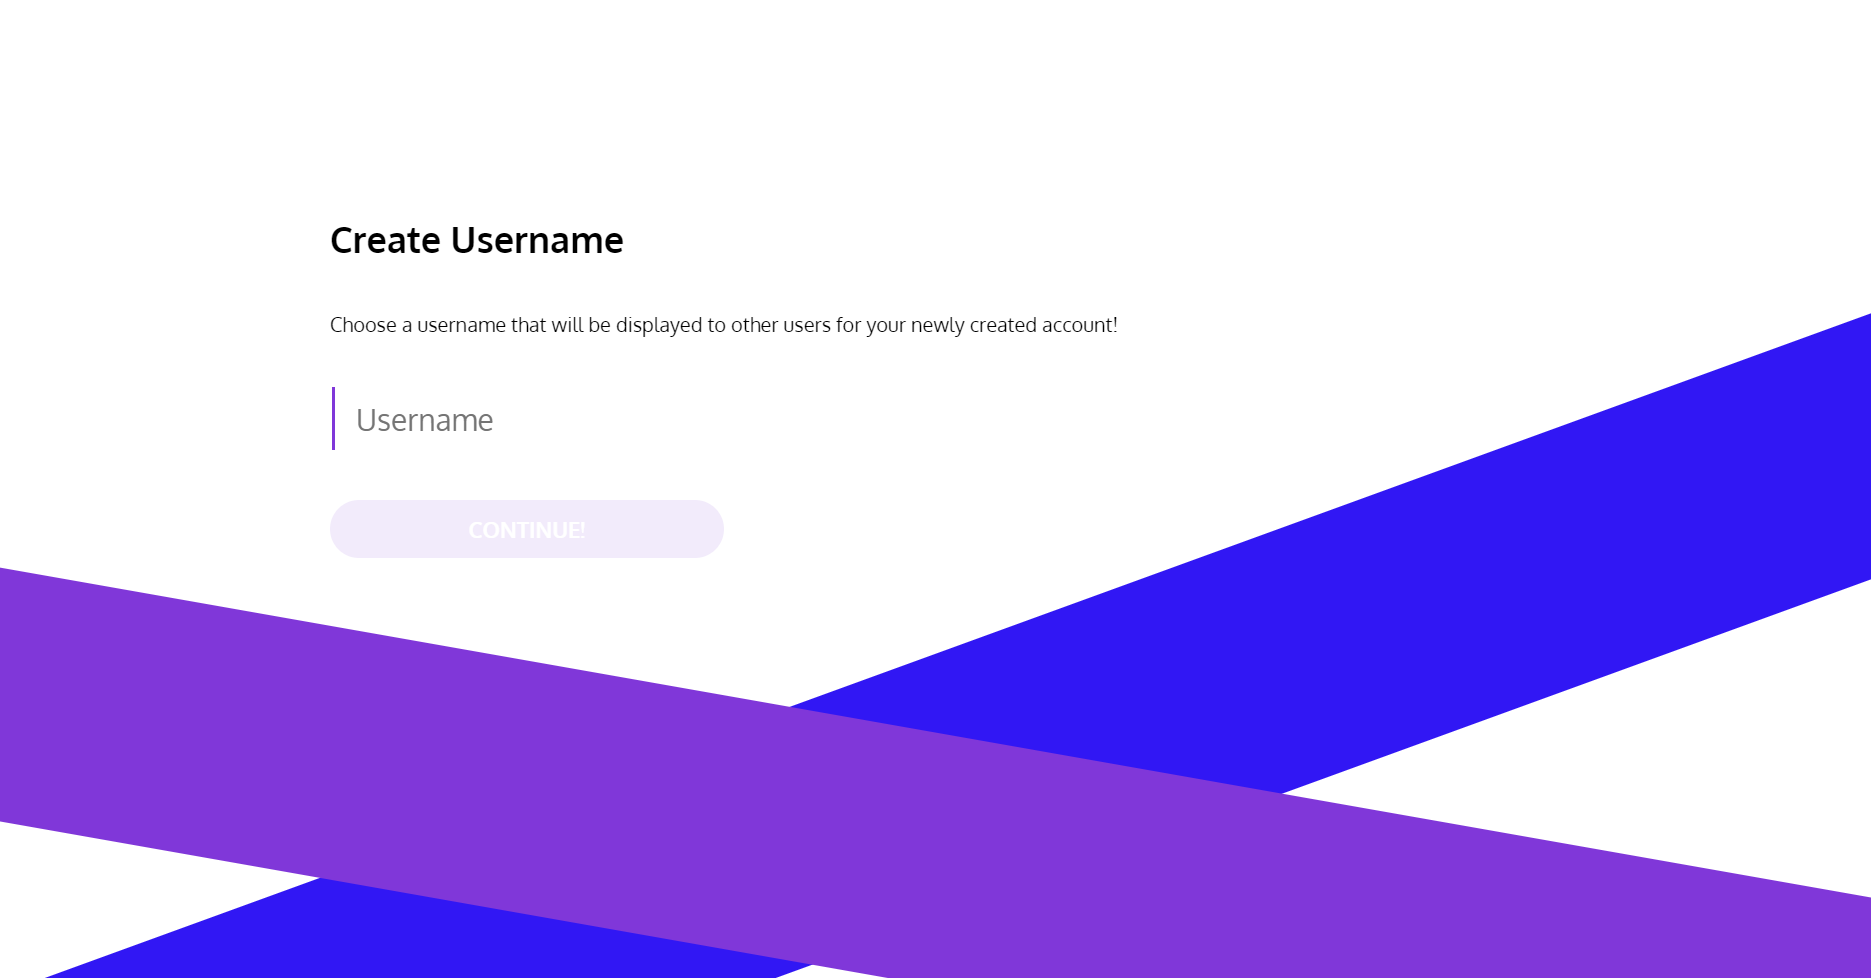 Create Username
Choose a username that will be displayed to other users for your newly created account!
Username
CONTINUE!